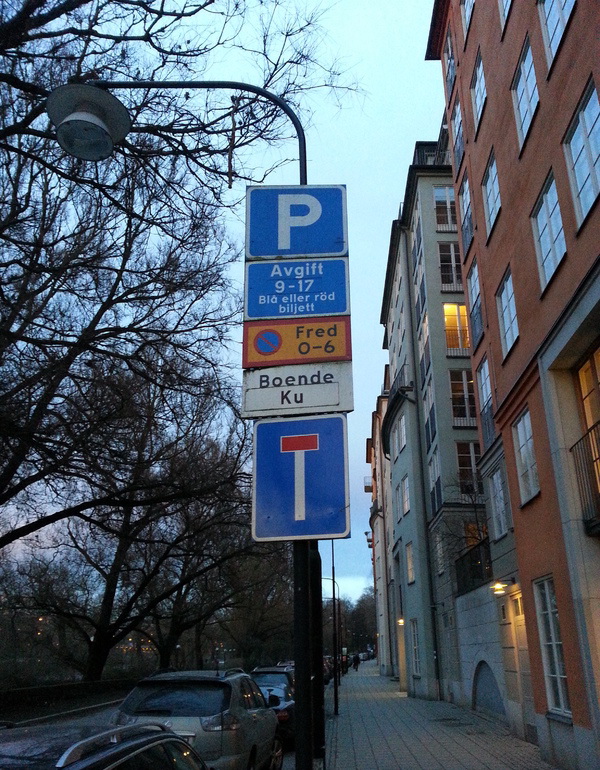 P
Avgift
9-17
Blå eller röd
biljett
Fred
0-6
Boende
Ku